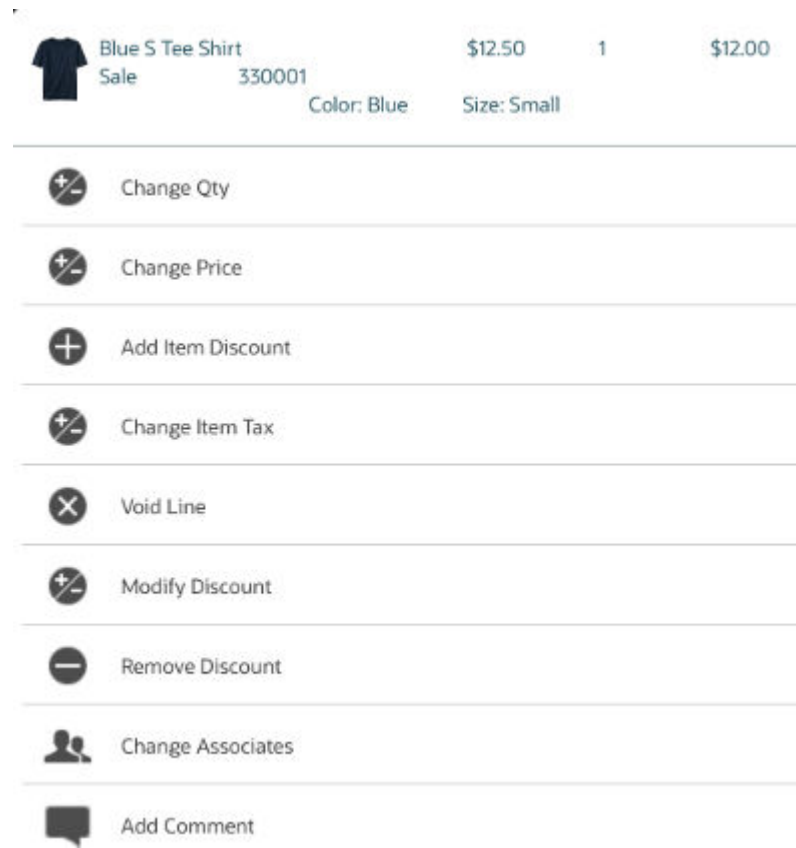 Blue S Tee Shirt $12.50 1 $12.00
Sale 330001
Color: Blue Size: Small
Change Qty
Change Price
Add Item Discount
Change Item Tax
Void Line
Modify Discount
Remove Discount
Change Associates
Add Comment